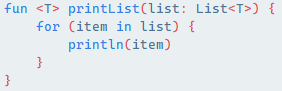 fun <T> printList(list: List<T>) {
    for (item in list) {
        println(item)
    }
}